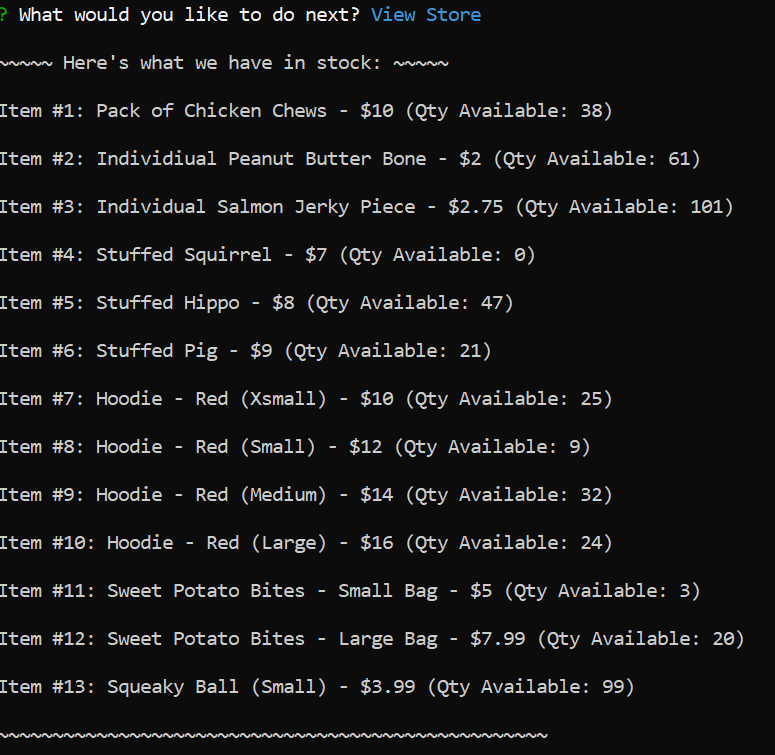 ? What would you like to do next? View Store
~~~~~ Here's what we have in stock: ~~~~~
Item #1: Pack of Chicken Chews - $10 (Qty Available: 38)
Item #2: Individiual Peanut Butter Bone - $2 (Qty Available: 61)
Item #3: Individual Salmon Jerky Piece - $2.75 (Qty Available: 101)
Item #4: Stuffed Squirrel - $7 (Qty Available: 0)
Item #5: Stuffed Hippo - $8 (Qty Available: 47)
Item #6: Stuffed Pig - $9 (Qty Available: 21)
Item #7: Hoodie - Red (Xsmall) - $10 (Qty Available: 25)
Item #8: Hoodie - Red (Small) - $12 (Qty Available: 9)
Item #9: Hoodie - Red (Medium) - $14 (Qty Available: 32)
Item #10: Hoodie - Red (Large) - $16 (Qty Available: 24)
Item #11: Sweet Potato Bites - Small Bag - $5 (Qty Available: 3)
Item #12: Sweet Potato Bites - Large Bag - $7.99 (Qty Available: 20)
Item #13: Squeaky Ball (Small) - $3.99 (Qty Available: 99)
~~~~~~~~~~~~~~~~~~~~~~~~~~~~~~~~~~~~~~~~~~~~~~~~~~